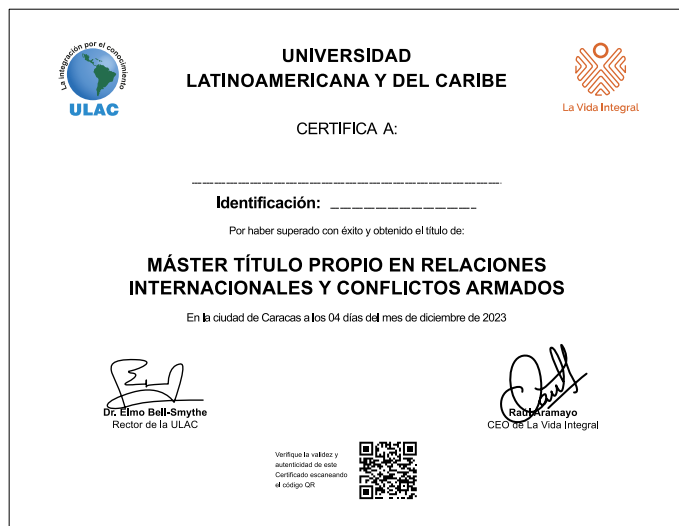 La integración por el conocimiento
ULAC
UNIVERSIDAD
LATINOAMERICANA Y DEL CARIBE
La Vida Integral
CERTIFICA A:
Identificación:
Por haber superado con éxito y obtenido el título de:
MÁSTER TÍTULO PROPIO EN RELACIONES
INTERNACIONALES Y CONFLICTOS ARMADOS
En la ciudad de Caracas a los 04 días del mes de diciembre de 2023
Dr. Elmo Bell-Smythe
Rector de la ULAC
Raúl Aramayo
CEO de La Vida Integral
Verifique la validez y
autenticidad de este
Certificado escaneando
el código QR